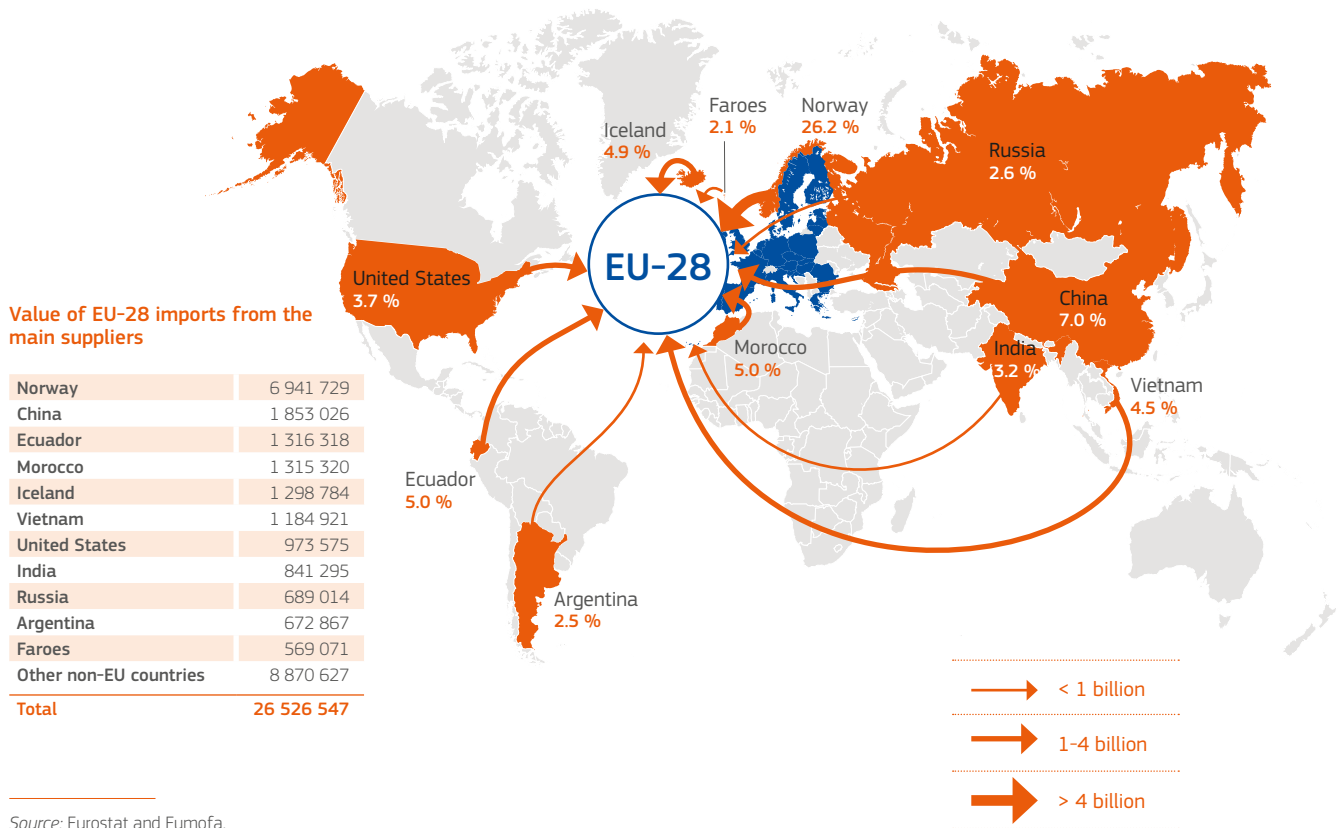 Faroes
2.1 %
Norway
26.2 %
Iceland
4.9 %
Russia
2.6 %
EU-28
United States
3.7 %
China
7.0 %
Value of EU-28 imports from the
main suppliers
Morocco
5.0 %
India
3.2 %
Vietnam
4.5 %
Norway 6 941 729
China 1 853 026
Ecuador 1 316 318
Morocco 1 315 320
Iceland 1 298 784
Vietnam 1 184 921
United States 973 575
India 841 295
Russia 689 014
Argentina 672 867
Faroes 569 071
Other non-EU countries 8 870 627
Total 26 526 547
Ecuador
5.0 %
Argentina
2.5 %
< 1 billion
1-4 billion
> 4 billion
Source: Eurostat and Eumofa.